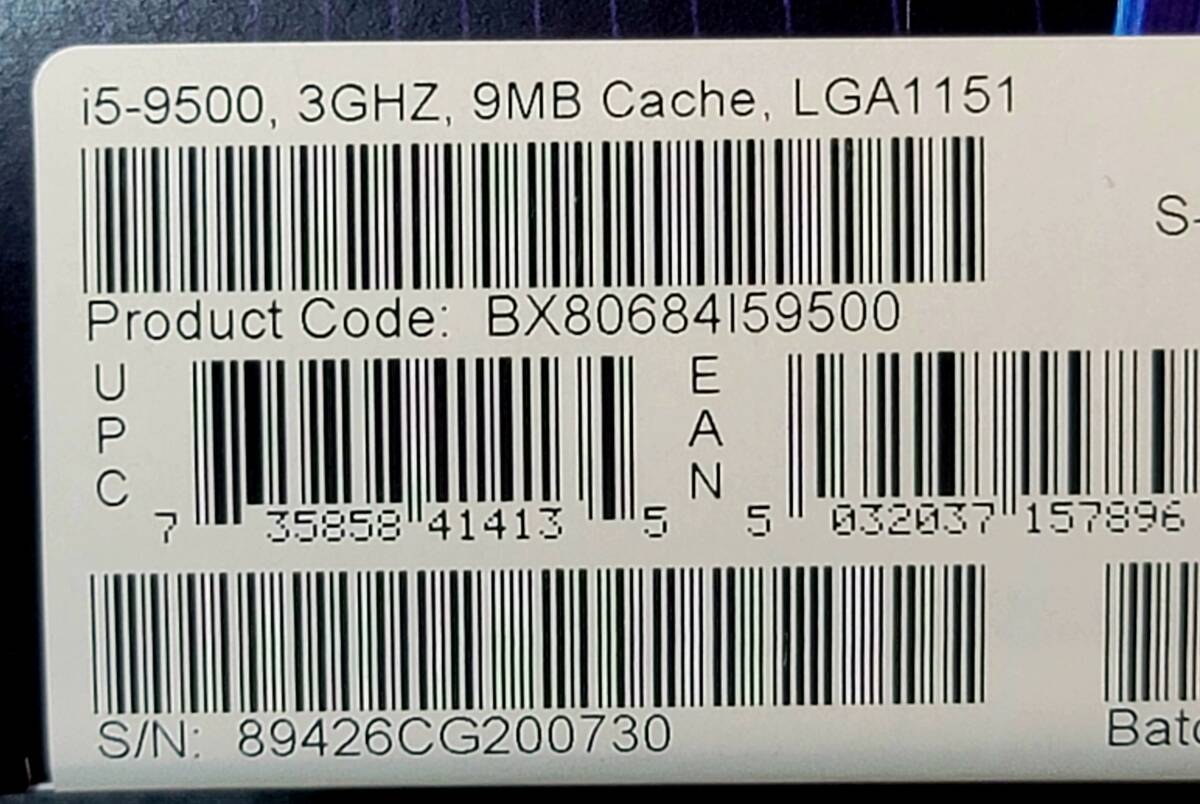 i5-9500, 3GHZ, 9MB Cache, LGA1151
S-
Product Code: BX80684I59500
UPC
7 35858 41413 5
EAN
5 032037 157896
S/N: 89426CG200730